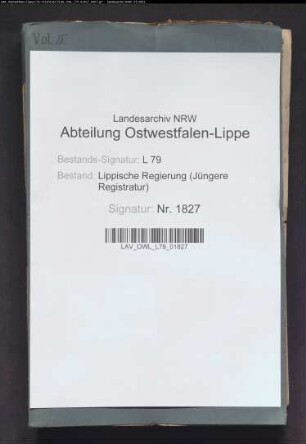 Vol. II
Landesarchiv NRW
Abteilung Ostwestfalen-Lippe
Bestands-Signatur: L 79
Bestand: Lippische Regierung (Jüngere
Registratur)
Signatur: Nr. 1827
LAV_OWL_L79_01827